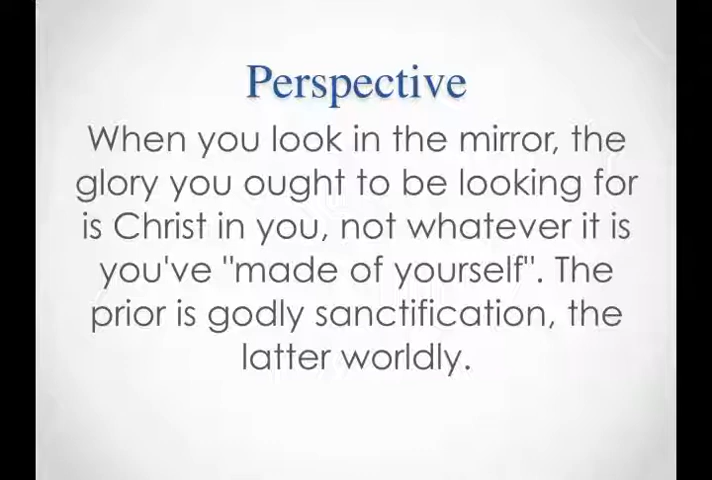 Perspective
When you look in the mirror, the
glory you ought to be looking for
is Christ in you, not whatever it is
you've "made of yourself". The
prior is godly sanctification, the
latter worldly.